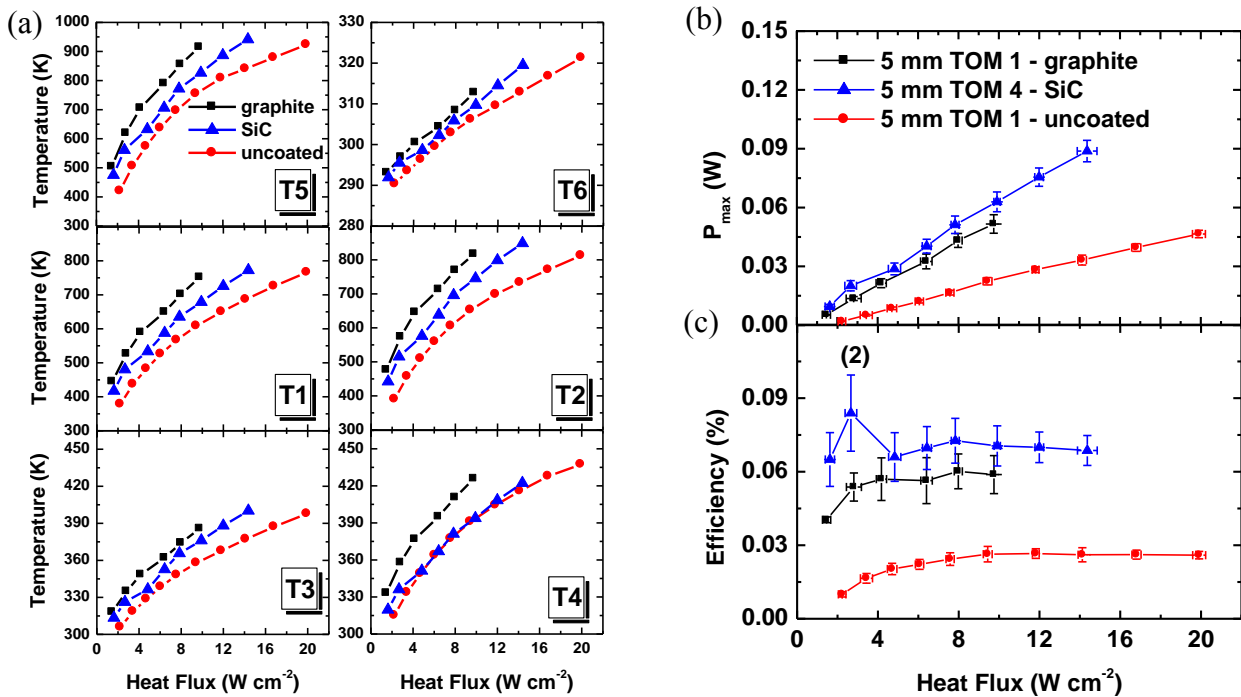 (a)
Temperature (K)
1000
900
800
700
600
500
400
300
graphite
SiC
uncoated
T5
330
320
310
300
290
280
T6
Temperature (K)
900
800
700
600
500
400
300
T1
900
800
700
600
500
400
300
T2
Temperature (K)
450
420
390
360
330
300
T3
0 4 8 12 16 20
Heat Flux (W cm-2)
450
420
390
360
330
300
T4
0 4 8 12 16 20
Heat Flux (W cm-2)
(b)
Pmax (W)
0.15
0.12
0.09
0.06
0.03
0.00
5 mm TOM 1 - graphite
5 mm TOM 4 - SiC
5 mm TOM 1 - uncoated
(c)
Efficiency (%)
0.09
0.06
0.03
0.00
(2)
0 4 8 12 16 20
Heat Flux (W cm-2)